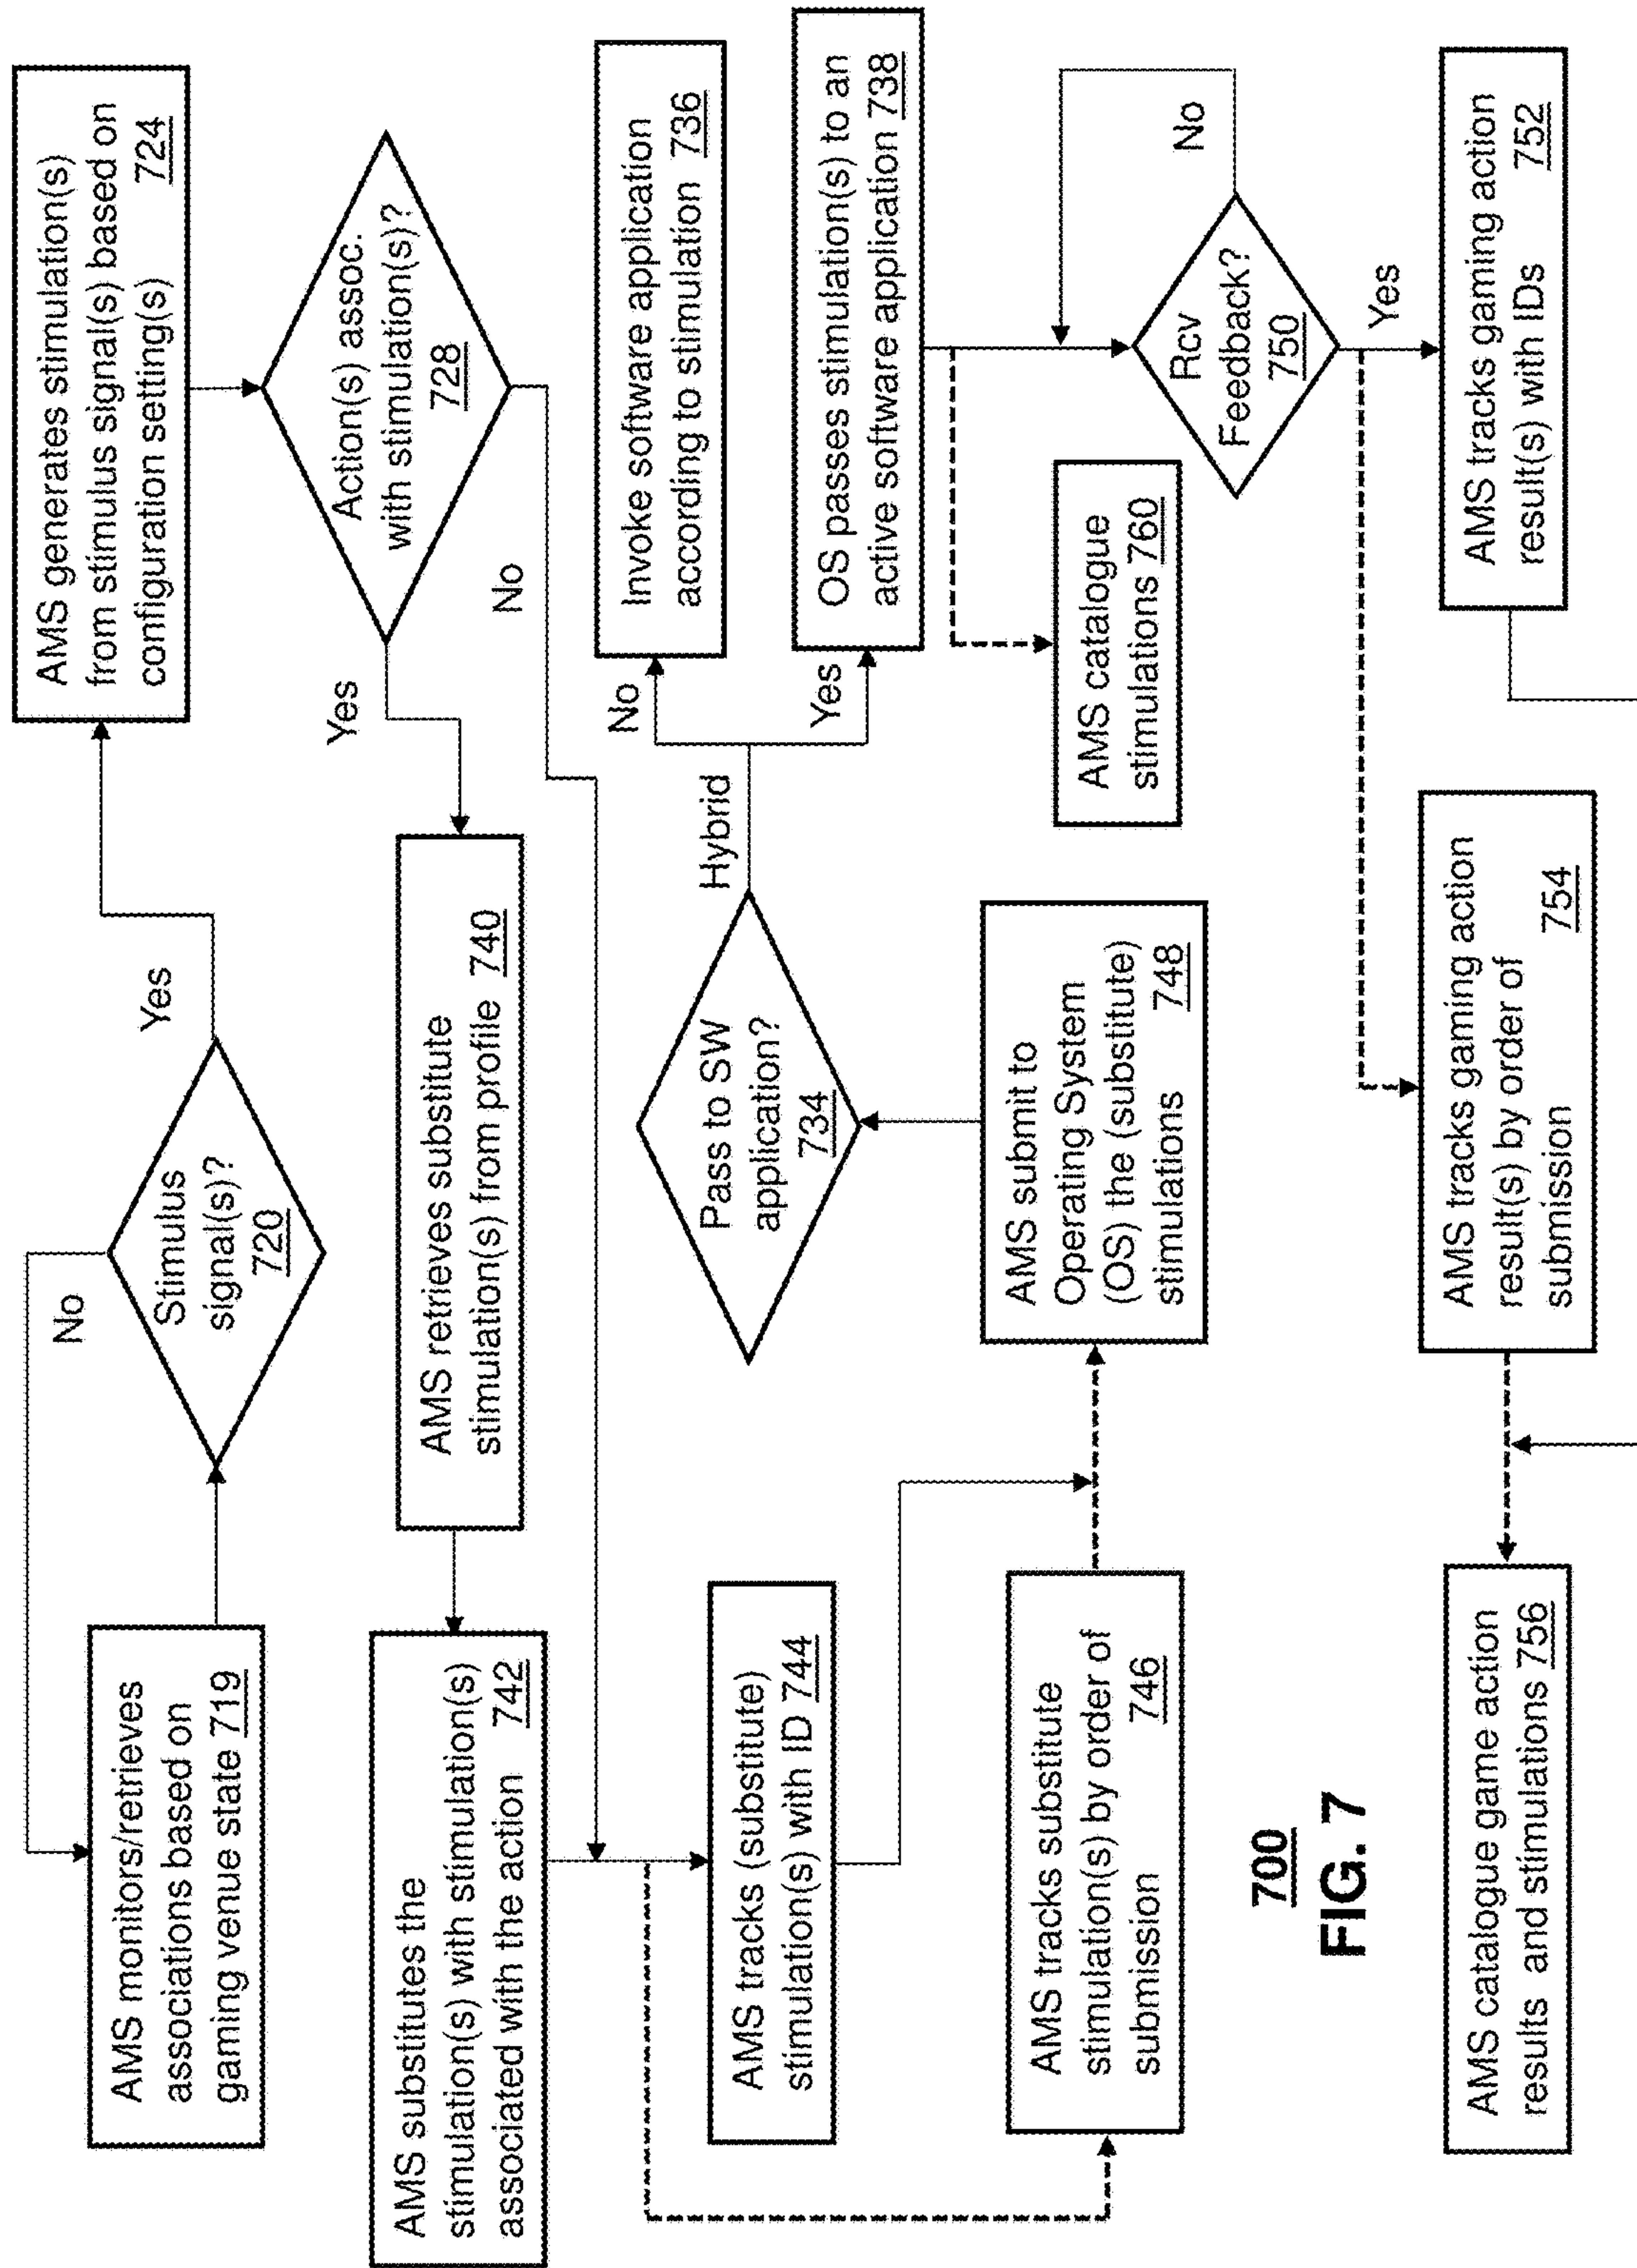 AMS monitors/retrieves
associations based on
gaming venue state 719
Stimulus
signal(s)?
720
No
Yes
AMS generates stimulation(s)
from stimulus signal(s) based on
configuration setting(s) 724
Action(s) assoc.
with stimulation(s)?
728
Yes
No
AMS retrieves substitute
stimulation(s) from profile 740
AMS substitutes the
stimulation(s) with stimulation(s)
associated with the action 742
AMS tracks (substitute)
stimulation(s) with ID 744
AMS tracks substitute
stimulation(s) by order of
submission 746
AMS submit to
Operating System
(OS) the (substitute)
stimulations 748
Pass to SW
application?
734
Hybrid
No
Yes
Invoke software application
according to stimulation 736
OS passes stimulation(s) to an
active software application 738
AMS catalogue
stimulations 760
Rcv
Feedback?
750
No
Yes
AMS tracks gaming action
result(s) with IDs 752
AMS tracks gaming action
result(s) by order of
submission 754
AMS catalogue game action
results and stimulations 756
700
FIG. 7